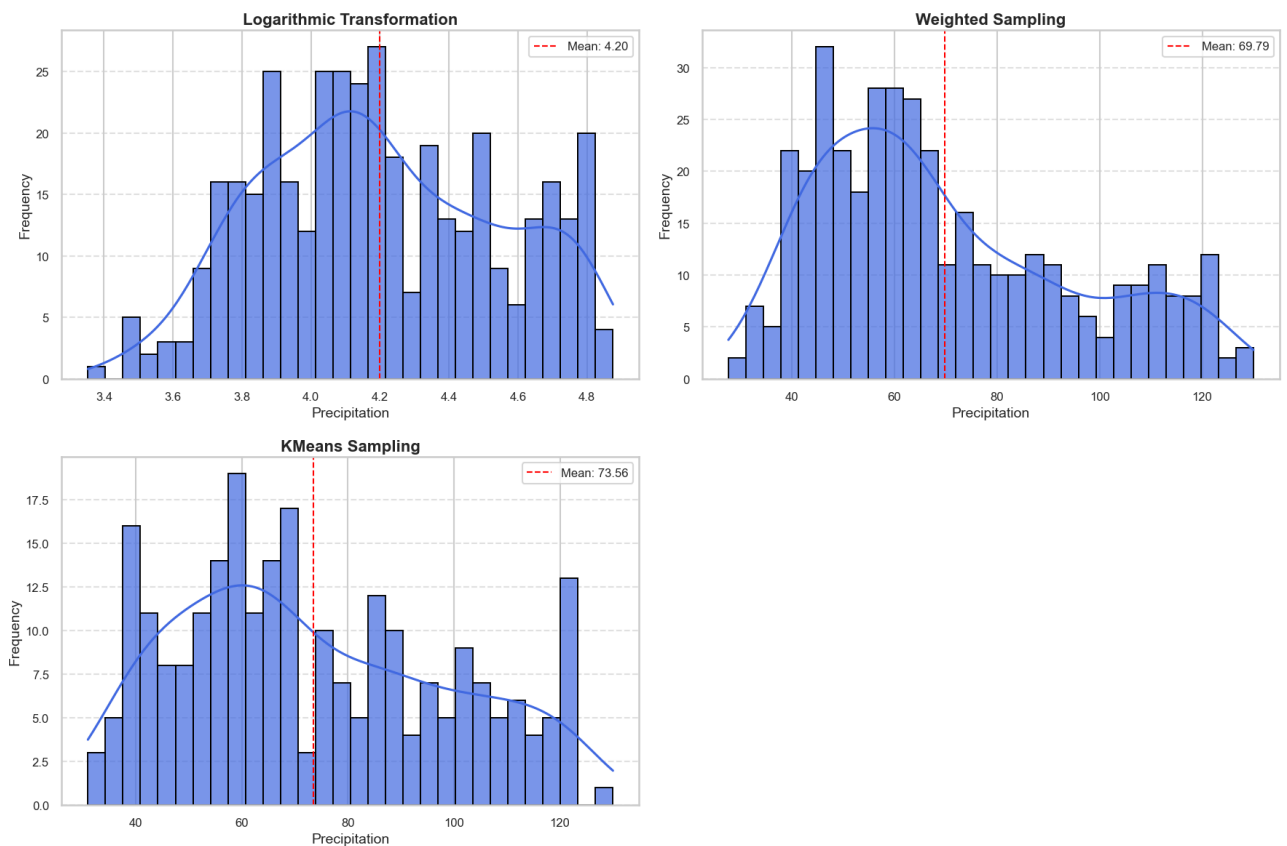 Logarithmic Transformation
Mean: 4.20
Frequency
25
20
15
10
5
0
3.4 3.6 3.8 4.0 4.2 4.4 4.6 4.8
Precipitation
Weighted Sampling
Mean: 69.79
Frequency
30
25
20
15
10
5
0
40 60 80 100 120
Precipitation
KMeans Sampling
Mean: 73.56
Frequency
17.5
15.0
12.5
10.0
7.5
5.0
2.5
0.0
40 60 80 100 120
Precipitation